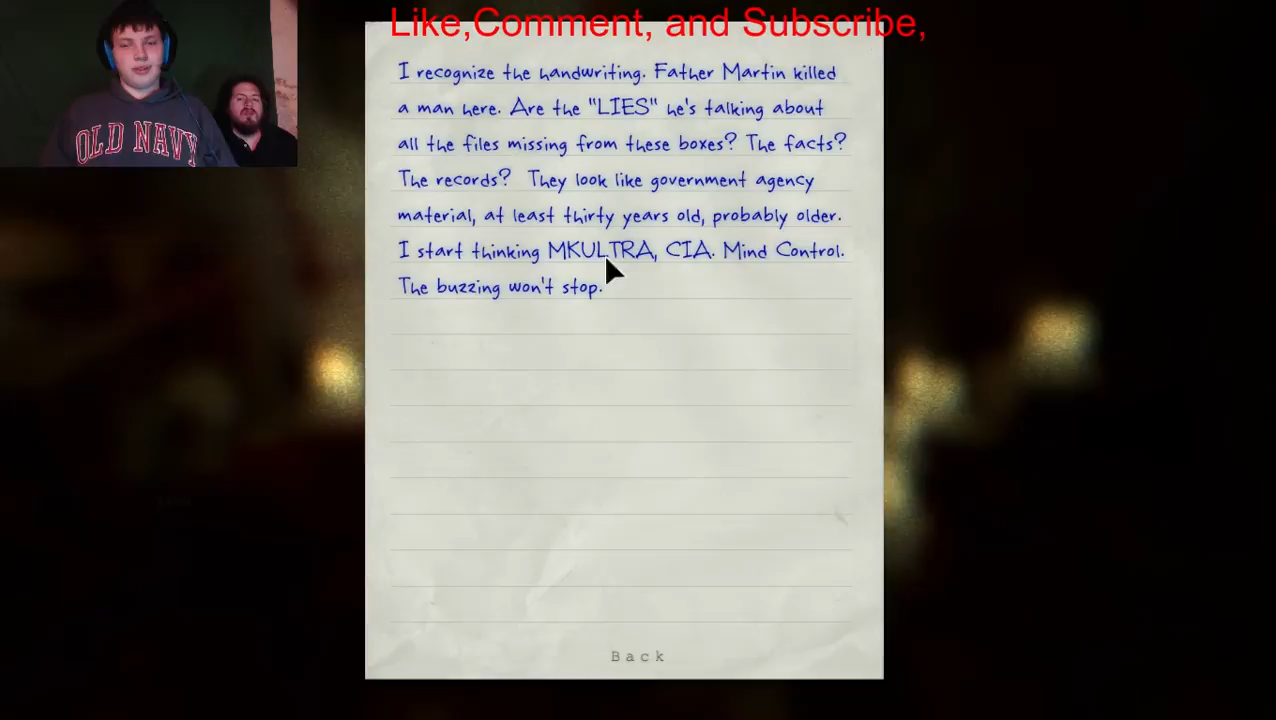 Like,Comment, and Subscribe,
OLD NAVY
I recognize the handwriting. Father Martin killed
a man here. Are the "LIES" he's talking about
all the files missing from these boxes? The facts?
The records? They look like government agency
material, at least thirty years old, probably older.
I start thinking MKULTRA, CIA. Mind Control.
The buzzing won't stop.
Back